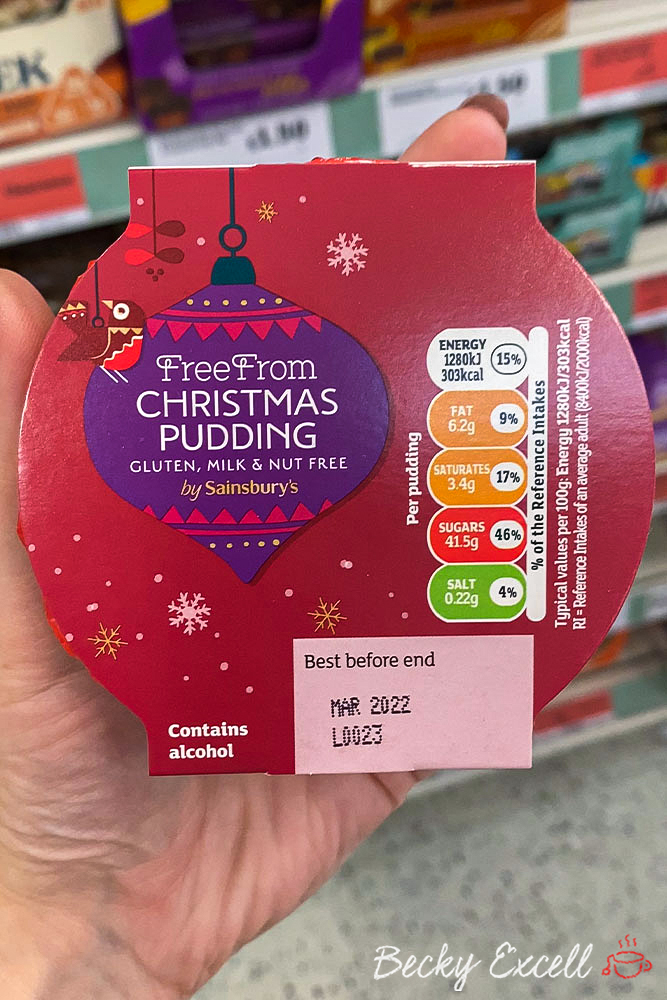 FreeFrom
CHRISTMAS
PUDDING
GLUTEN, MILK & NUT FREE
by Sainsbury's
Per pudding
ENERGY
1280kJ
303kcal
15%
FAT
6.2g
9%
SATURATES
3.4g
17%
SUGARS
41.5g
46%
SALT
0.22g
4%
% of the Reference Intakes
Typical values per 100g: Energy 1280kJ/303kcal
RI = Reference Intakes of an average adult (8400kJ/2000kcal)
Best before end
MAR 2022
L0023
Contains
alcohol
Becky Excell